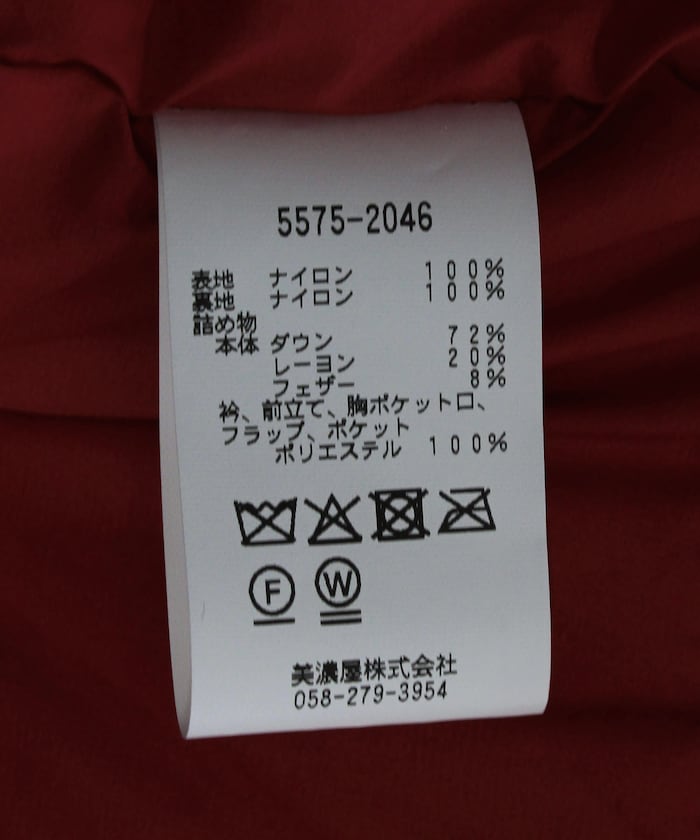 5575-2046
表地 ナイロン 100%
裏地 ナイロン 100%
詰め物
本体 ダウン 72%
レーヨン 20%
フェザー 8%
衿、前立て、胸ポケット口、
フラップ、ポケット
ポリエステル 100%
F W
美濃屋株式会社
058-279-3954